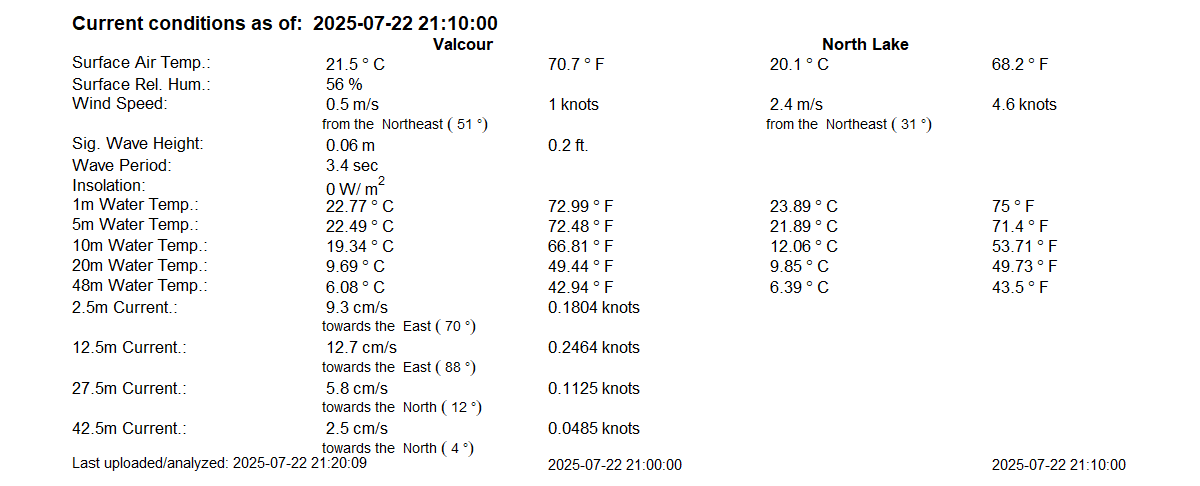 Current conditions as of: 2025-07-22 21:10:00
Valcour North Lake
Surface Air Temp.: 21.5 ° C 70.7 ° F 20.1 ° C 68.2 ° F
Surface Rel. Hum.: 56 %
Wind Speed: 0.5 m/s 1 knots 2.4 m/s 4.6 knots
from the Northeast ( 51 °) from the Northeast ( 31 °)
Sig. Wave Height: 0.06 m 0.2 ft.
Wave Period: 3.4 sec
Insolation: 0 W/ m2
1m Water Temp.: 22.77 ° C 72.99 ° F 23.89 ° C 75 ° F
5m Water Temp.: 22.49 ° C 72.48 ° F 21.89 ° C 71.4 ° F
10m Water Temp.: 19.34 ° C 66.81 ° F 12.06 ° C 53.71 ° F
20m Water Temp.: 9.69 ° C 49.44 ° F 9.85 ° C 49.73 ° F
48m Water Temp.: 6.08 ° C 42.94 ° F 6.39 ° C 43.5 ° F
2.5m Current.: 9.3 cm/s 0.1804 knots
towards the East ( 70 °)
12.5m Current.: 12.7 cm/s 0.2464 knots
towards the East ( 88 °)
27.5m Current.: 5.8 cm/s 0.1125 knots
towards the North ( 12 °)
42.5m Current.: 2.5 cm/s 0.0485 knots
towards the North ( 4 °)
Last uploaded/analyzed: 2025-07-22 21:20:09 2025-07-22 21:00:00 2025-07-22 21:10:00